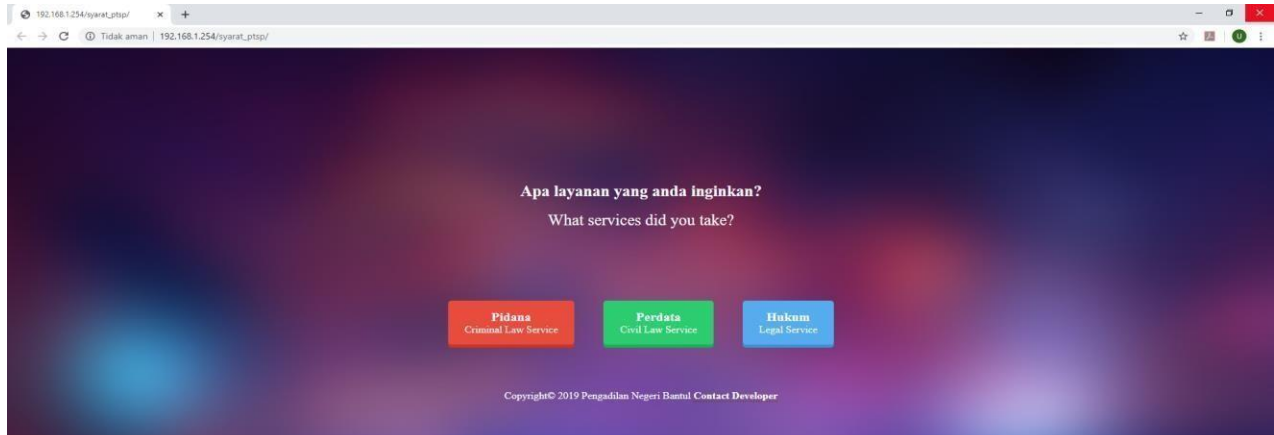 192.168.1.254/syarat_ptsp/
Tidak aman | 192.168.1.254/syarat_ptsp/
U
Apa layanan yang anda inginkan?
What services did you take?
Pidana
Criminal Law Service
Perdata
Civil Law Service
Hukum
Legal Service
Copyright© 2019 Pengadilan Negeri Bantul Contact Developer